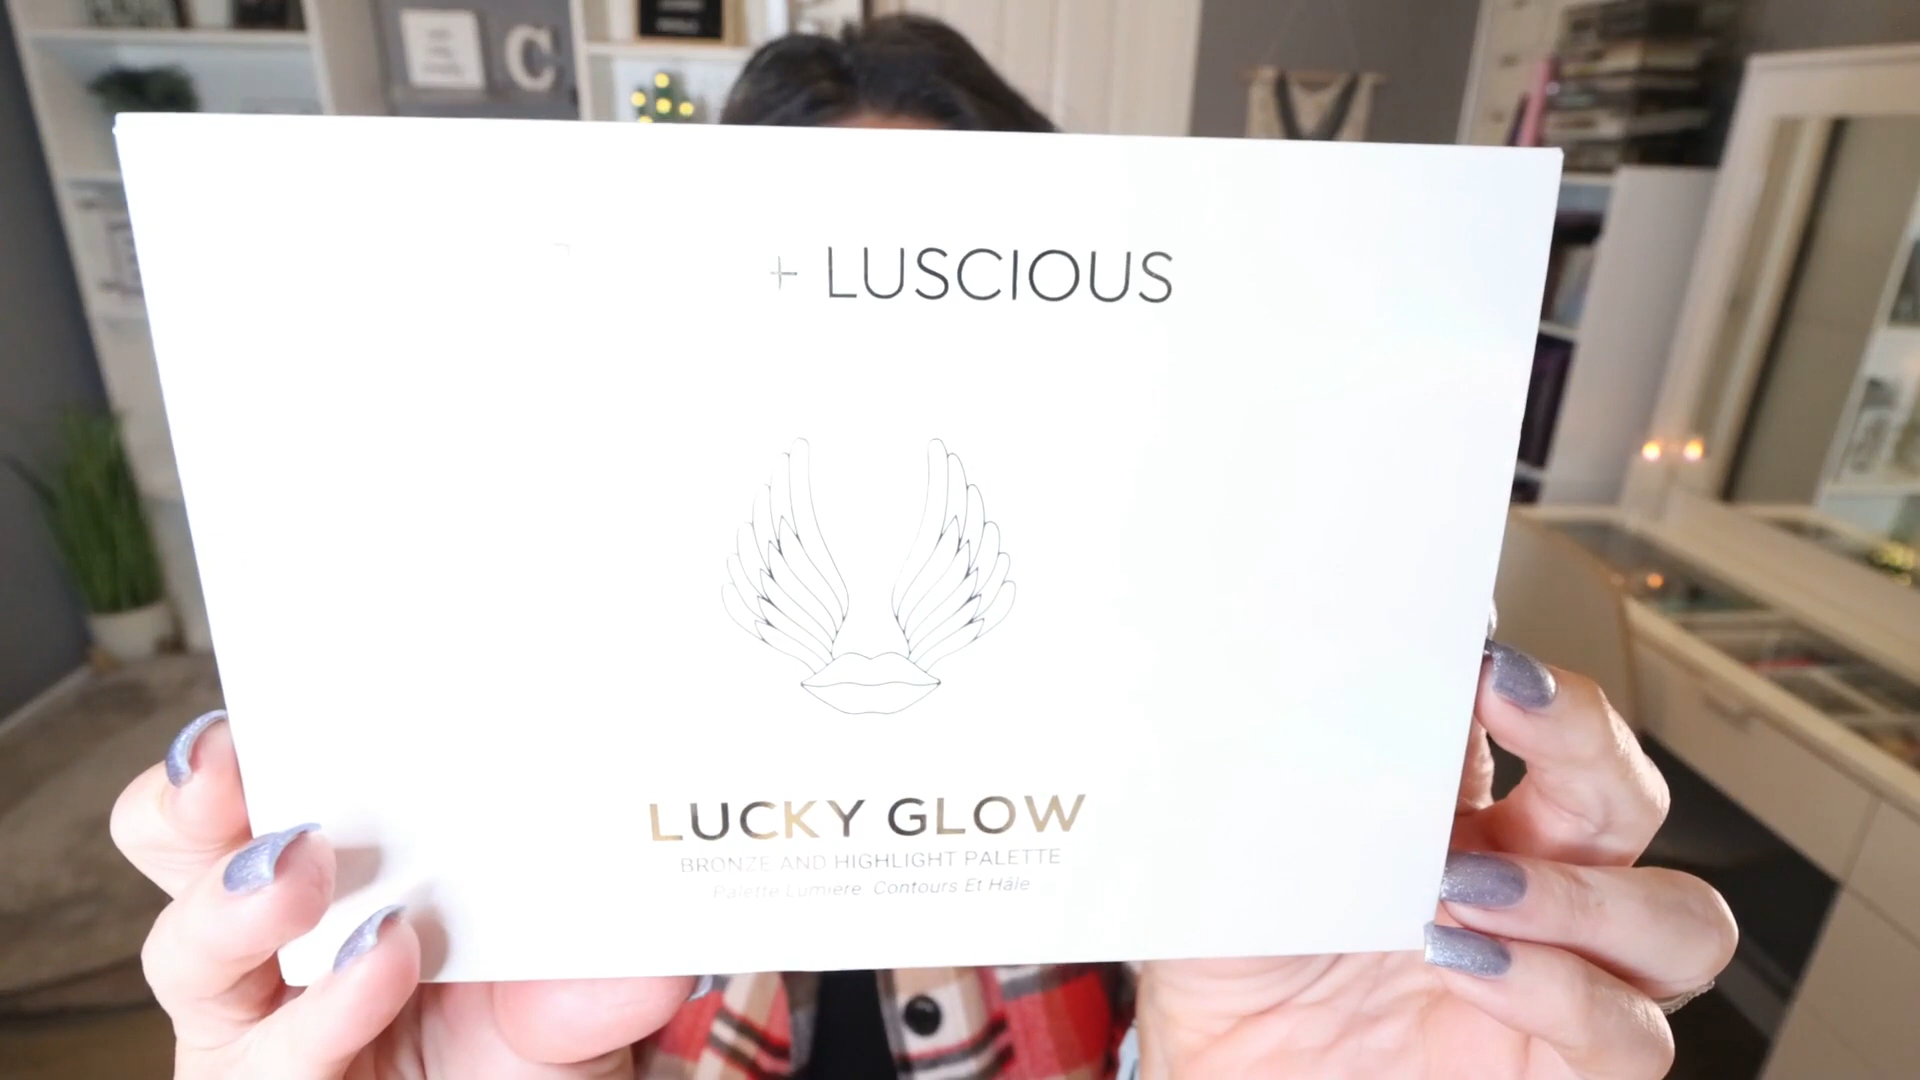 C
+ LUSCIOUS
LUCKY GLOW
BRONZE AND HIGHLIGHT PALETTE
Palette Lumiere Contours Et Hâle